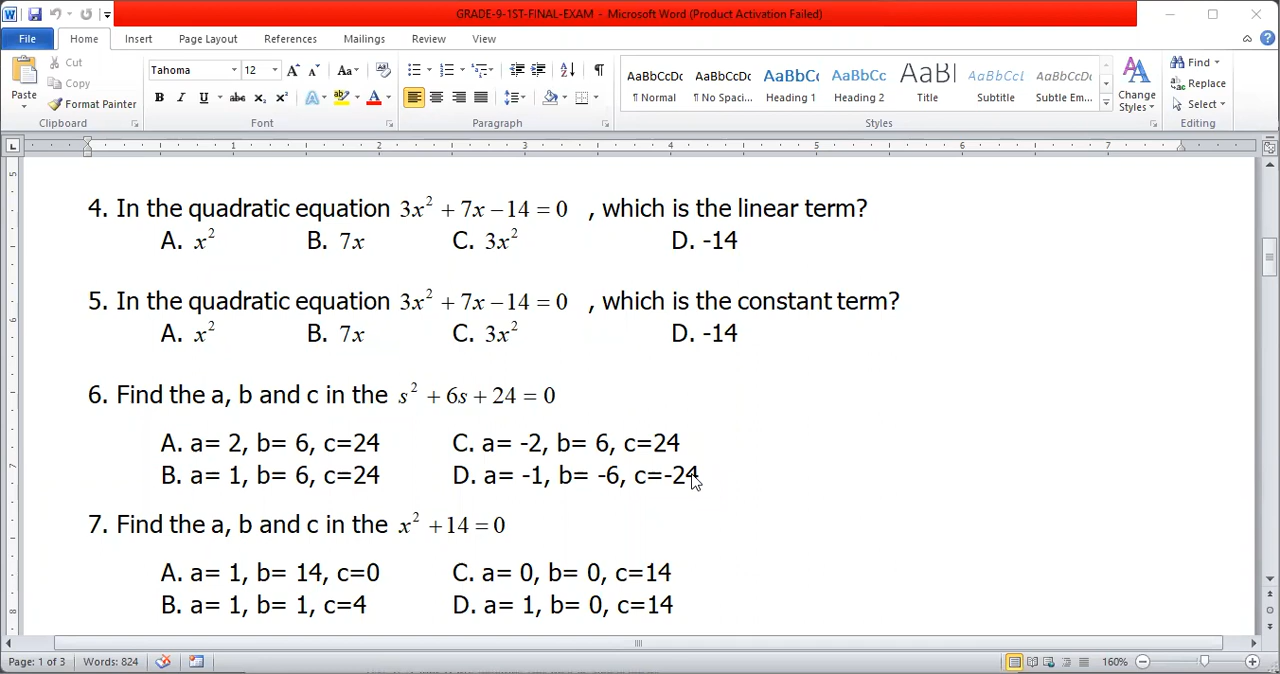 GRADE-9-1ST-FINAL-EXAM - Microsoft Word (Product Activation Failed)
File Home Insert Page Layout References Mailings Review View
Paste
Cut
Copy
Format Painter
Tahoma 12
AaBbCcDc AaBbCcDc AaBbCc AaBbCc AaBl AaBbCcL AaBbCcDc
¶ Normal ¶ No Spaci... Heading 1 Heading 2 Title Subtitle Subtle Em...
Change Styles
Find
Replace
Select
Clipboard Font Paragraph Styles Editing
1 2 3 4 5 6 7
4. In the quadratic equation 3x² + 7x − 14 = 0 , which is the linear term?
A. x² B. 7x C. 3x² D. -14
5. In the quadratic equation 3x² + 7x − 14 = 0 , which is the constant term?
A. x² B. 7x C. 3x² D. -14
6. Find the a, b and c in the s² + 6s + 24 = 0
A. a= 2, b= 6, c=24 C. a= -2, b= 6, c=24
B. a= 1, b= 6, c=24 D. a= -1, b= -6, c=-24
7. Find the a, b and c in the x² + 14 = 0
A. a= 1, b= 14, c=0 C. a= 0, b= 0, c=14
B. a= 1, b= 1, c=4 D. a= 1, b= 0, c=14
Page: 1 of 3 Words: 824 160%